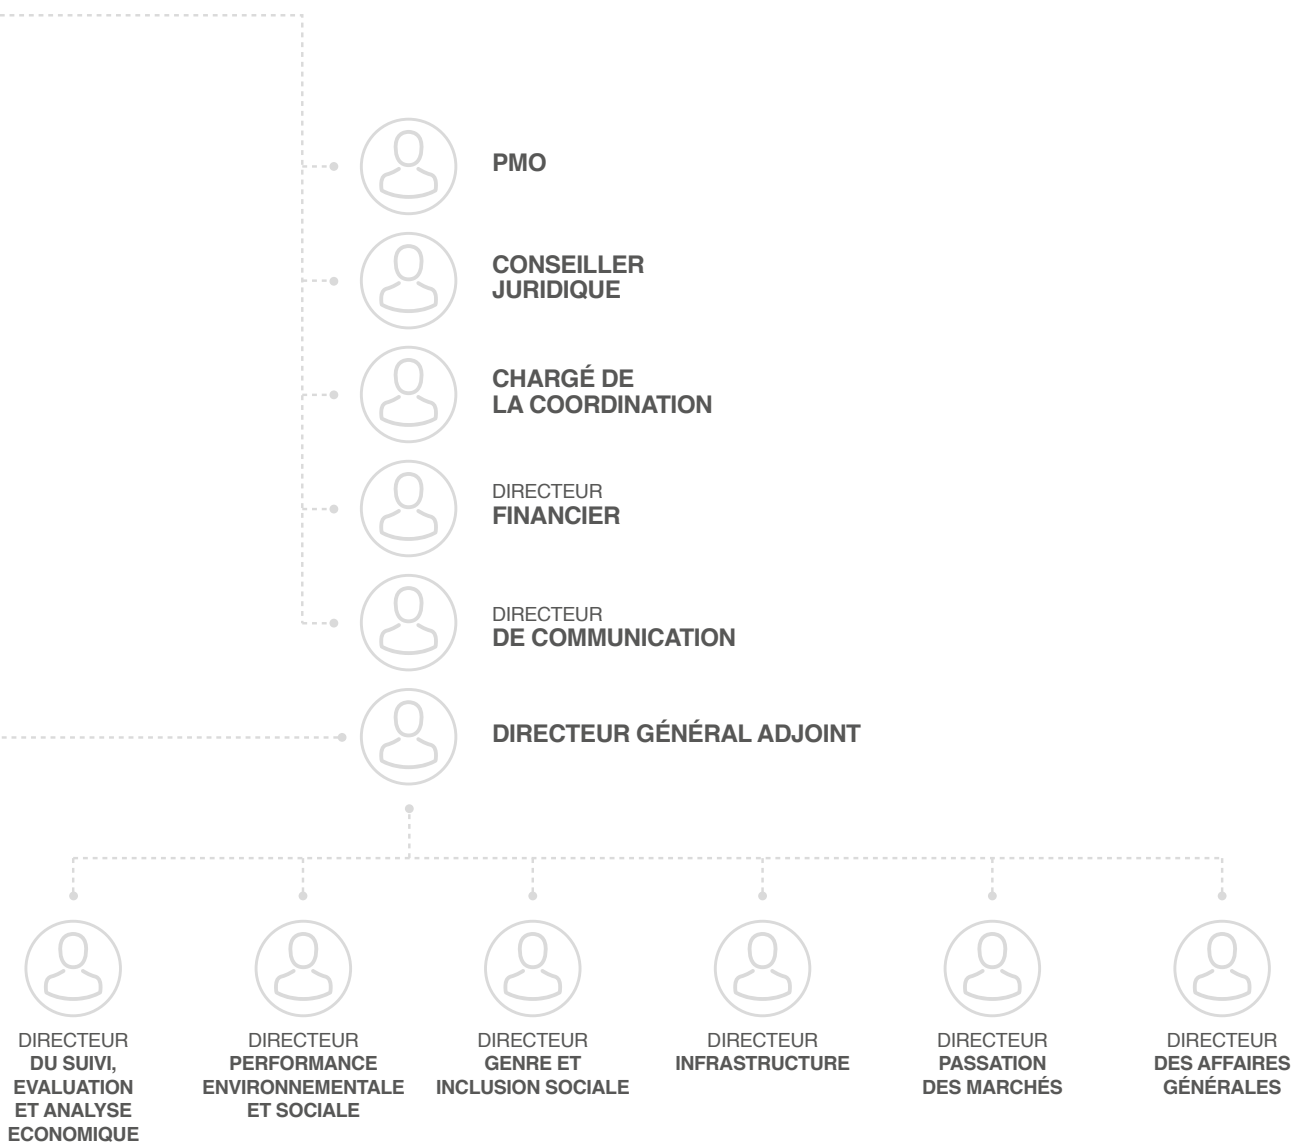 PMO
CONSEILLER
JURIDIQUE
CHARGÉ DE
LA COORDINATION
DIRECTEUR
FINANCIER
DIRECTEUR
DE COMMUNICATION
DIRECTEUR GÉNÉRAL ADJOINT
DIRECTEUR
DU SUIVI,
EVALUATION
ET ANALYSE
ECONOMIQUE
DIRECTEUR
PERFORMANCE
ENVIRONNEMENTALE
ET SOCIALE
DIRECTEUR
GENRE ET
INCLUSION SOCIALE
DIRECTEUR
INFRASTRUCTURE
DIRECTEUR
PASSATION
DES MARCHÉS
DIRECTEUR
DES AFFAIRES
GÉNÉRALES